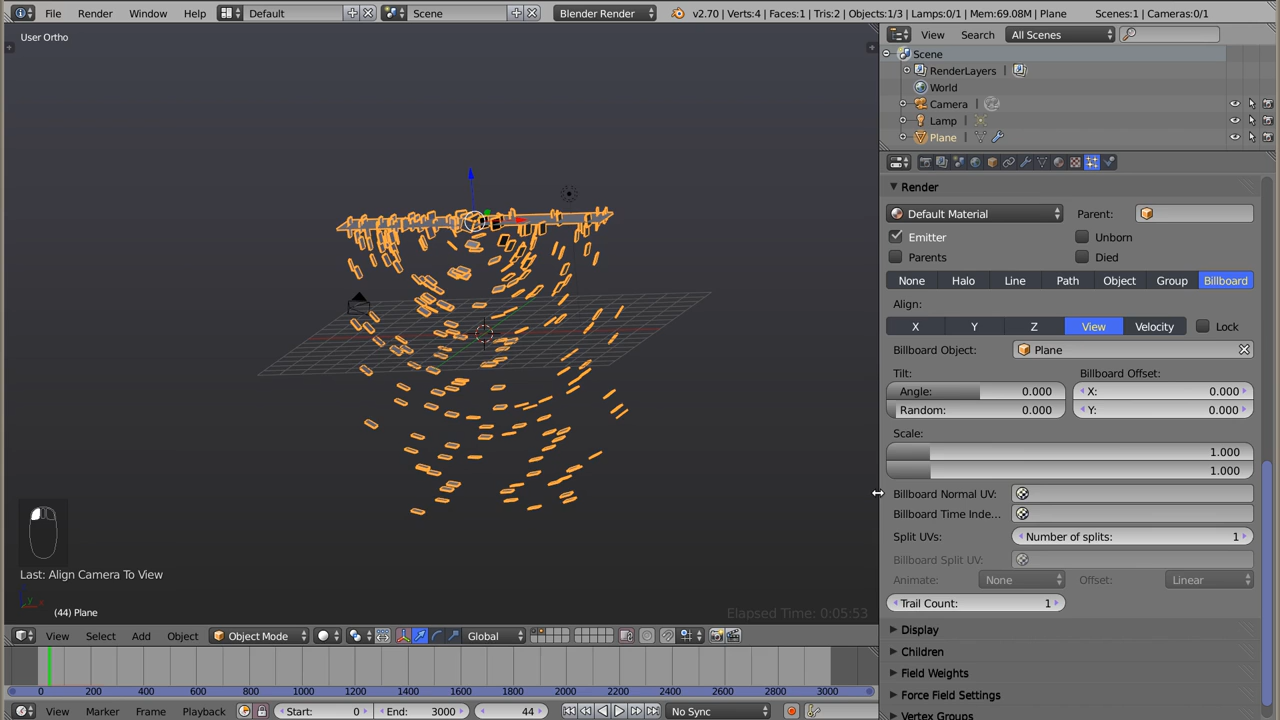 File Render Window Help Default Scene Blender Render v2.70 | Verts:4 | Faces:1 | Tris:2 | Objects:1/3 | Lamps:0/1 | Mem:69.08M | Plane Scenes:1 | Cameras:0/1
User Ortho
View Search All Scenes
Scene
RenderLayers
World
Camera
Lamp
Plane
Render
Default Material Parent:
Emitter Unborn
Parents Died
None Halo Line Path Object Group Billboard
Align:
X Y Z View Velocity Lock
Billboard Object: Plane
Tilt: Billboard Offset:
Angle: 0.000 X: 0.000
Random: 0.000 Y: 0.000
Scale:
1.000
1.000
Billboard Normal UV:
Billboard Time Inde...
Split UVs: Number of splits: 1
Billboard Split UV:
Animate: None Offset: Linear
Trail Count: 1
Display
Children
Field Weights
Force Field Settings
Vertex Groups
Last: Align Camera To View
(44) Plane
Elapsed Time: 0:05:53
View Select Add Object Object Mode Global
0 200 400 600 800 1000 1200 1400 1600 1800 2000 2200 2400 2600 2800 3000
View Marker Frame Playback Start: 0 End: 3000 44 No Sync